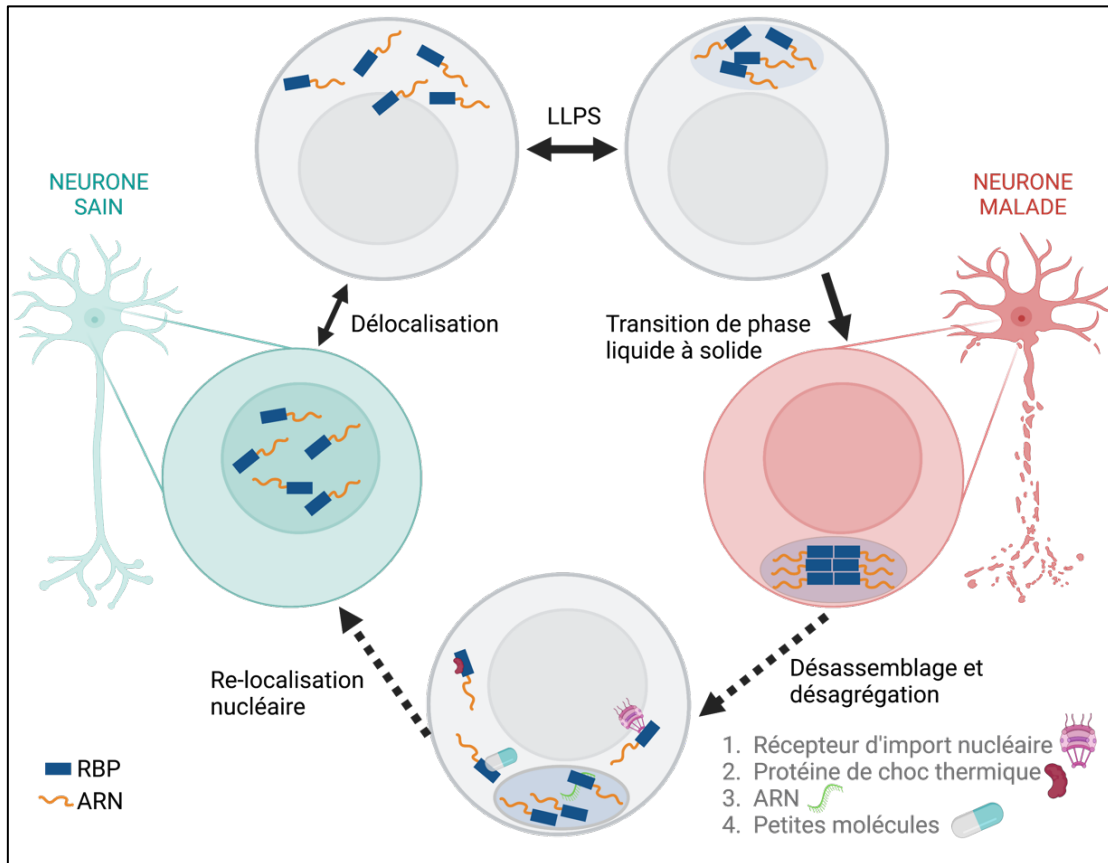 LLPS
NEURONE
SAIN
NEURONE
MALADE
Délocalisation
Transition de phase
liquide à solide
Re-localisation
nucléaire
Désassemblage et
désagrégation
1. Récepteur d'import nucléaire
2. Protéine de choc thermique
3. ARN
4. Petites molécules
RBP
ARN